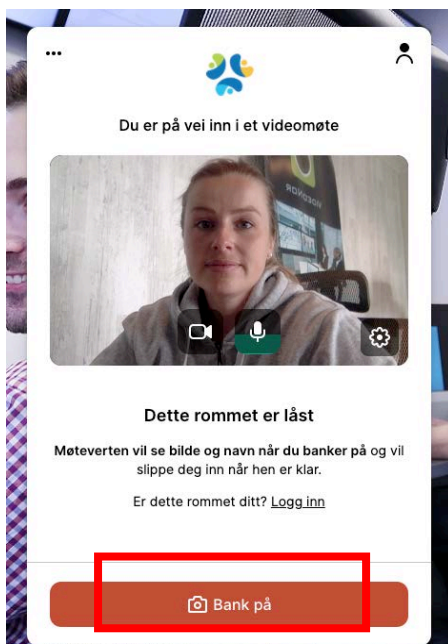 Du er på vei inn i et videomøte
VIDEONOR
Dette rommet er låst
Møteverten vil se bilde og navn når du banker på og vil
slippe deg inn når hen er klar.
Er dette rommet ditt? Logg inn
Bank på